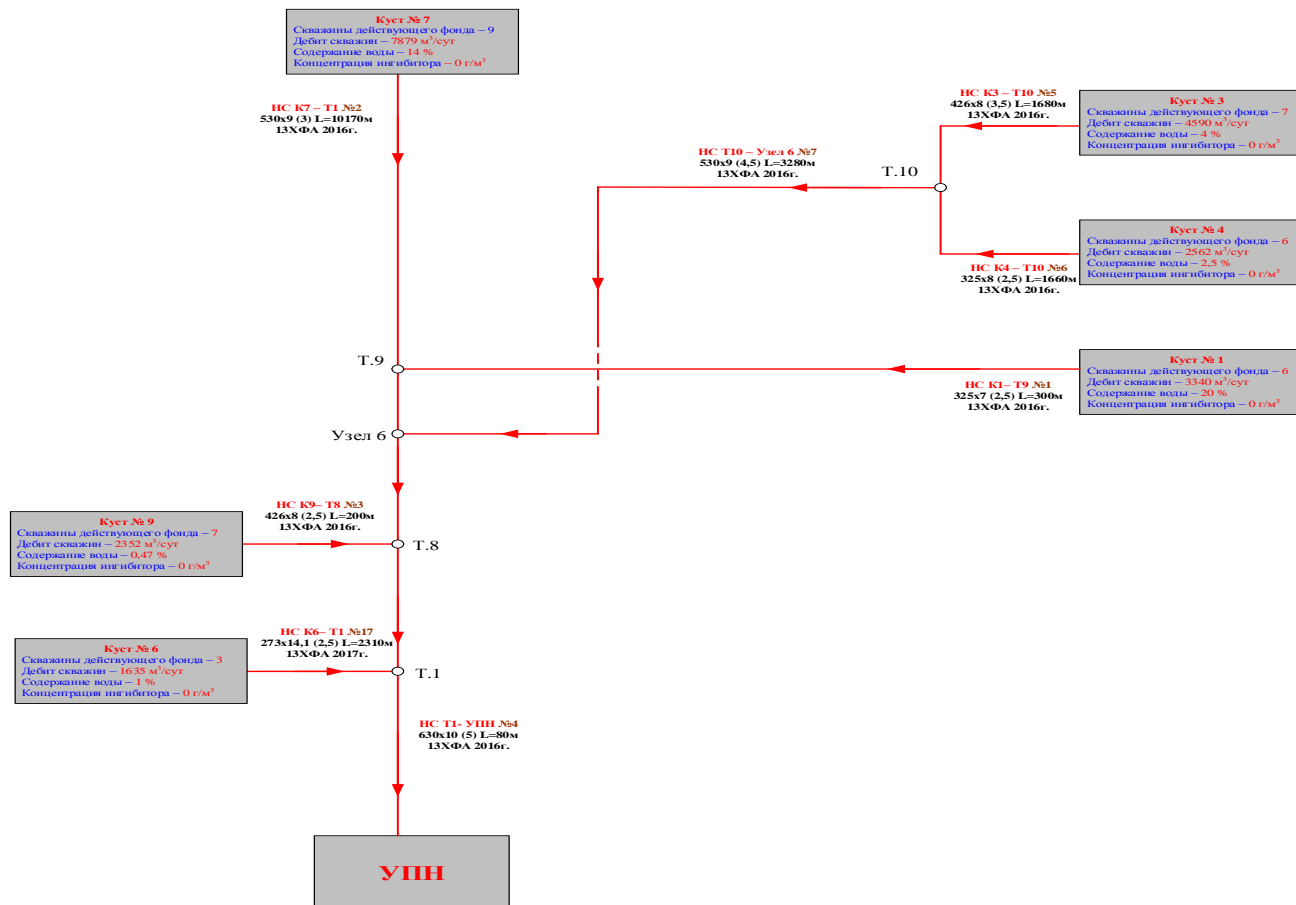 Куст № 7
Скважины действующего фонда – 9
Дебит скважин – 7879 м³/сут
Содержание воды – 14 %
Концентрация ингибитора – 0 г/м³
НС К7 – Т1 №2
530х9 (3) L=10170м
13ХФА 2016г.
НС К3 – Т10 №5
426х8 (3,5) L=1680м
13ХФА 2016г.
Куст № 3
Скважины действующего фонда – 7
Дебит скважин – 4590 м³/сут
Содержание воды – 4 %
Концентрация ингибитора – 0 г/м³
НС Т10 – Узел 6 №7
530х9 (4,5) L=3280м
13ХФА 2016г.
Т.10
Куст № 4
Скважины действующего фонда – 6
Дебит скважин – 2562 м³/сут
Содержание воды – 2,5 %
Концентрация ингибитора – 0 г/м³
НС К4 – Т10 №6
325х8 (2,5) L=1660м
13ХФА 2016г.
Т.9
Куст № 1
Скважины действующего фонда – 6
Дебит скважин – 3340 м³/сут
Содержание воды – 20 %
Концентрация ингибитора – 0 г/м³
НС К1– Т9 №1
325х7 (2,5) L=300м
13ХФА 2016г.
Узел 6
Куст № 9
Скважины действующего фонда – 7
Дебит скважин – 2352 м³/сут
Содержание воды – 0,47 %
Концентрация ингибитора – 0 г/м³
НС К9– Т8 №3
426х8 (2,5) L=200м
13ХФА 2016г.
Т.8
Куст № 6
Скважины действующего фонда – 3
Дебит скважин – 1635 м³/сут
Содержание воды – 1 %
Концентрация ингибитора – 0 г/м³
НС К6– Т1 №17
273х14,1 (2,5) L=2310м
13ХФА 2017г.
Т.1
НС Т1- УПН №4
630х10 (5) L=80м
13ХФА 2016г.
УПН